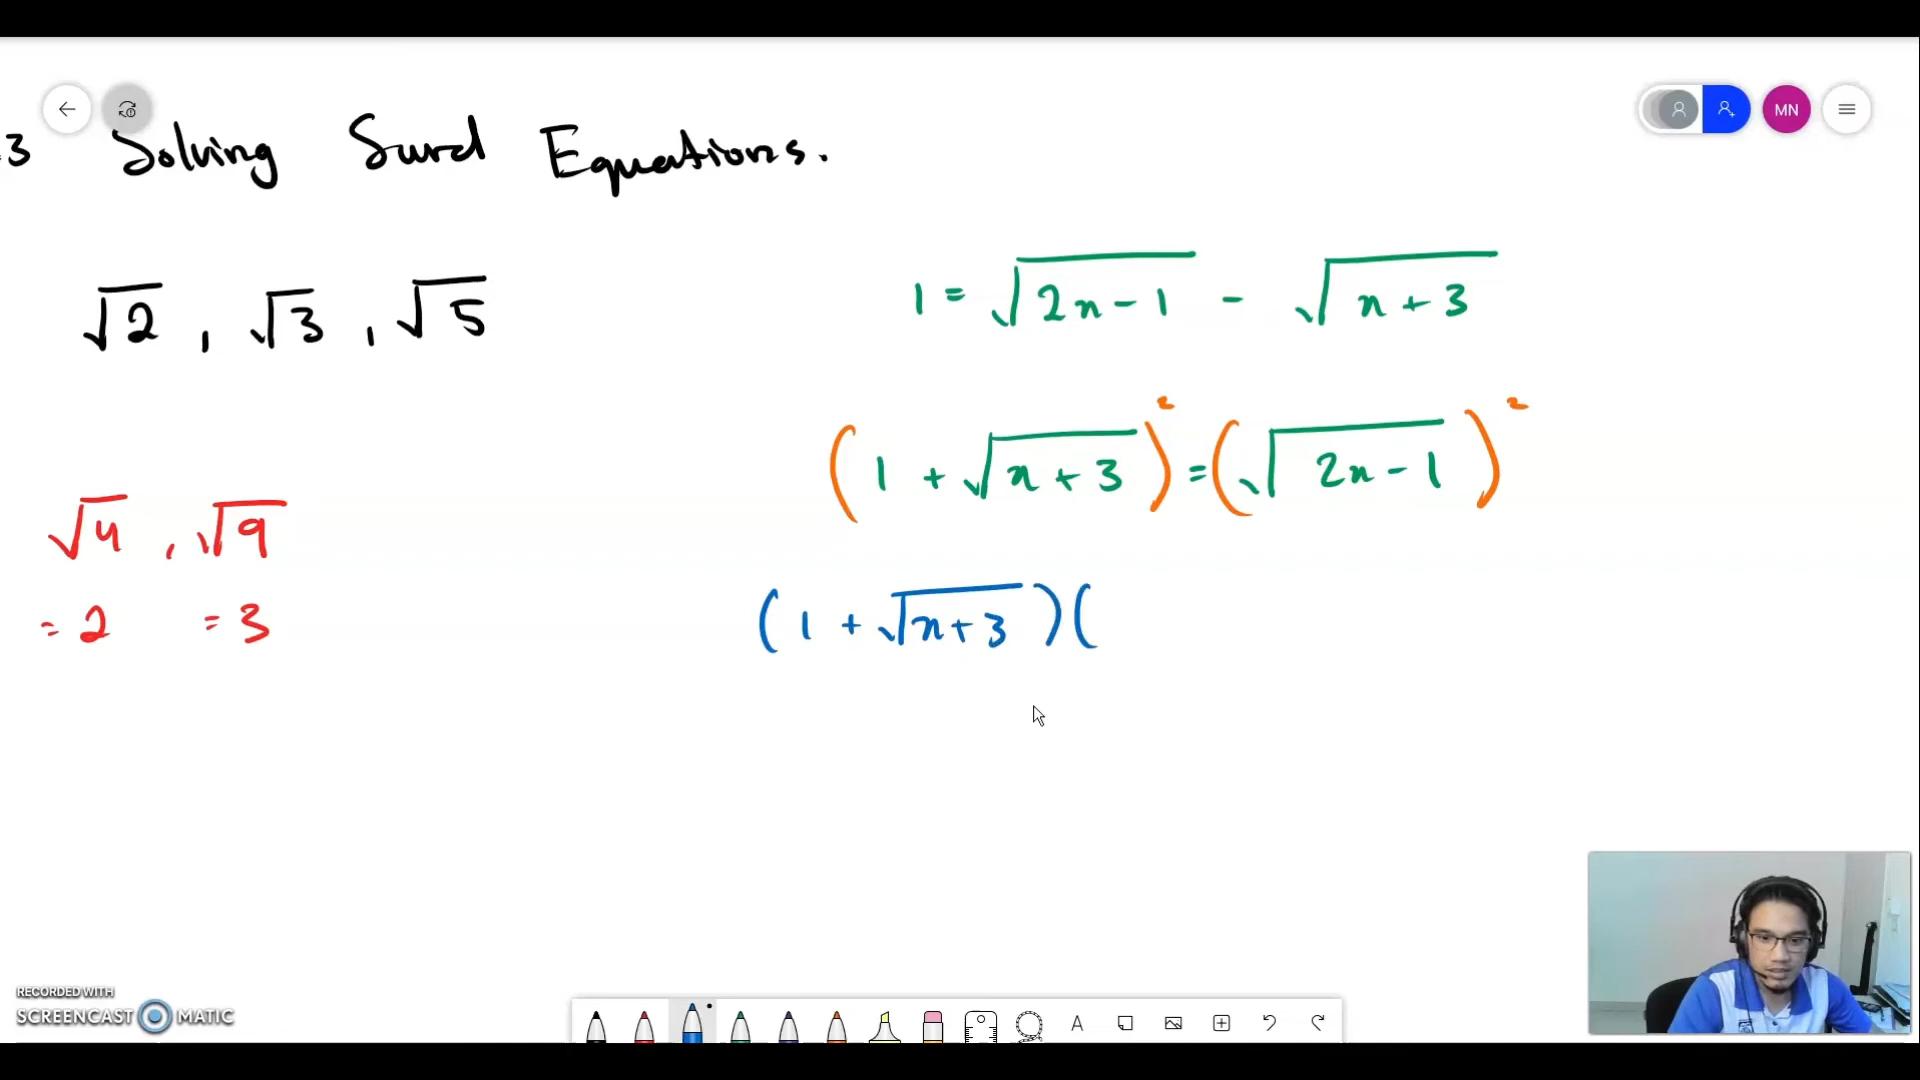 MN
.3 Solving Surd Equations.
√2 , √3 , √5
1 = √(2x-1) - √(x+3)
(1 + √(x+3))² = (√(2x-1))²
√4 , √9
= 2 = 3
(1 + √(x+3))(
RECORDED WITH
SCREENCAST MATIC
A